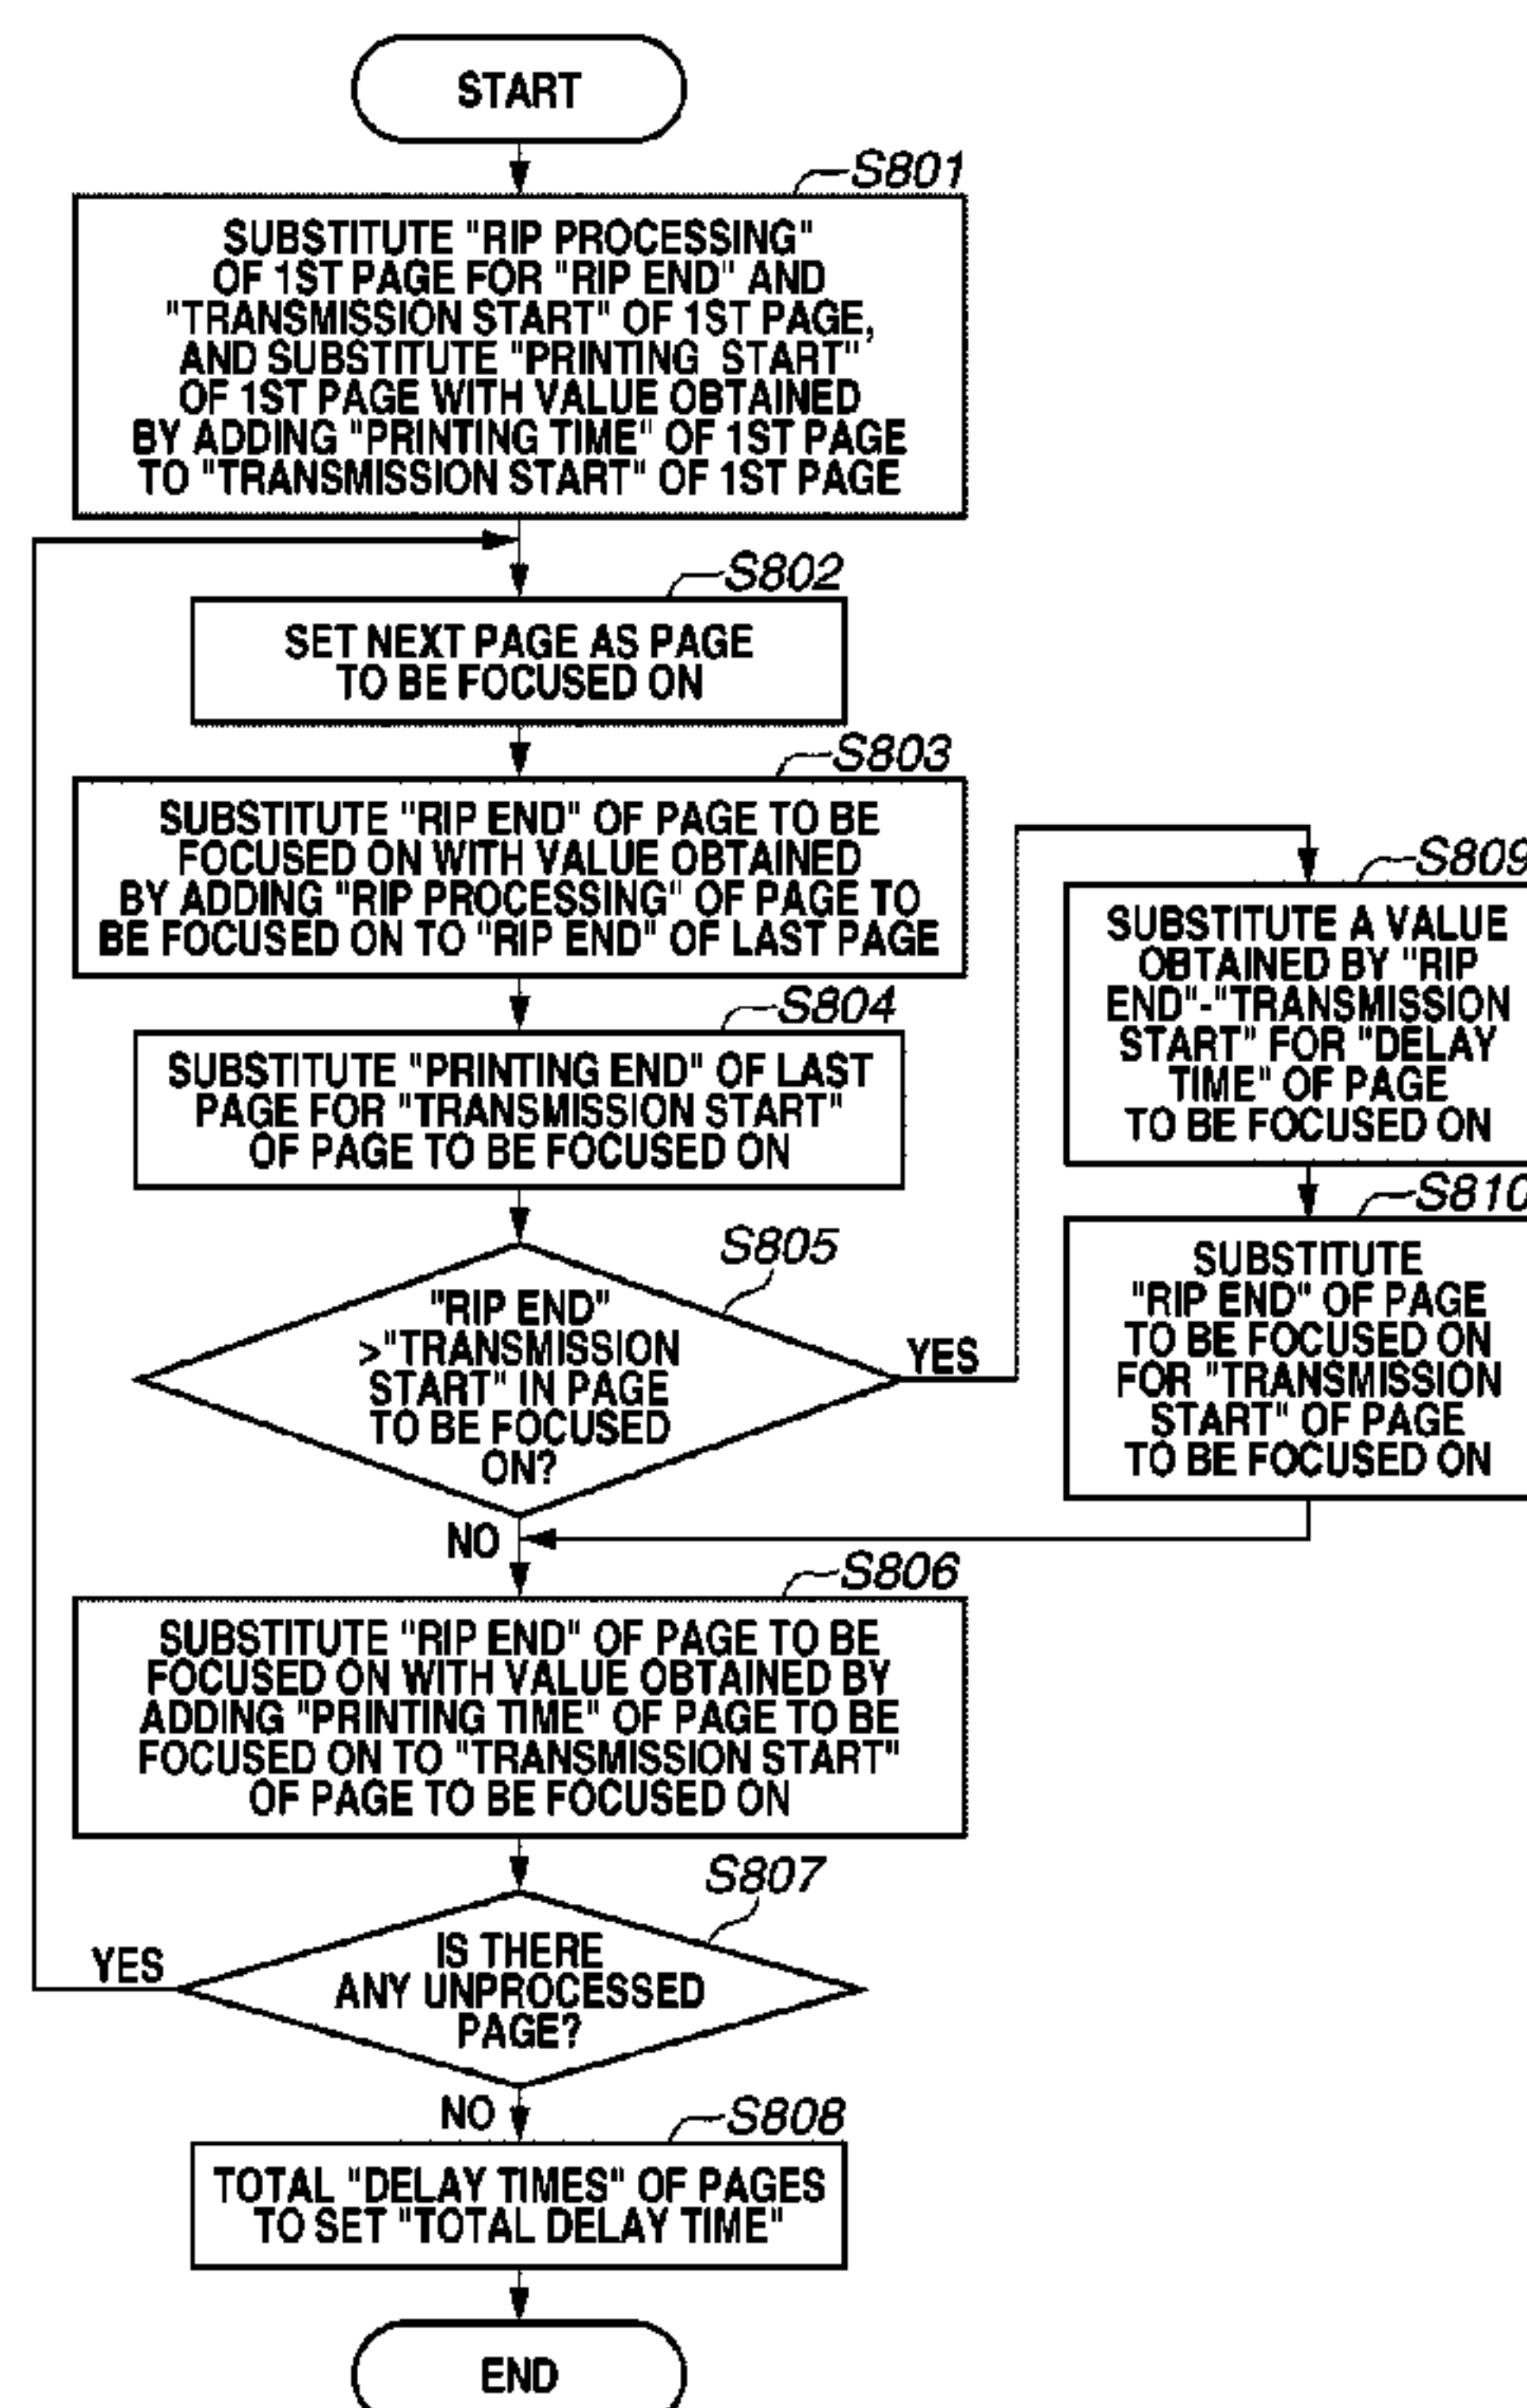 START
S801
SUBSTITUTE "RIP PROCESSING"
OF 1ST PAGE FOR "RIP END" AND
"TRANSMISSION START" OF 1ST PAGE,
AND SUBSTITUTE "PRINTING START"
OF 1ST PAGE WITH VALUE OBTAINED
BY ADDING "PRINTING TIME" OF 1ST PAGE
TO "TRANSMISSION START" OF 1ST PAGE
S802
SET NEXT PAGE AS PAGE
TO BE FOCUSED ON
S803
SUBSTITUTE "RIP END" OF PAGE TO BE
FOCUSED ON WITH VALUE OBTAINED
BY ADDING "RIP PROCESSING" OF PAGE TO
BE FOCUSED ON TO "RIP END" OF LAST PAGE
S804
SUBSTITUTE "PRINTING END" OF LAST
PAGE FOR "TRANSMISSION START"
OF PAGE TO BE FOCUSED ON
S805
"RIP END"
>"TRANSMISSION
START" IN PAGE
TO BE FOCUSED
ON?
YES
NO
S809
SUBSTITUTE A VALUE
OBTAINED BY "RIP
END"-"TRANSMISSION
START" FOR "DELAY
TIME" OF PAGE
TO BE FOCUSED ON
S810
SUBSTITUTE
"RIP END" OF PAGE
TO BE FOCUSED ON
FOR "TRANSMISSION
START" OF PAGE
TO BE FOCUSED ON
S806
SUBSTITUTE "RIP END" OF PAGE TO BE
FOCUSED ON WITH VALUE OBTAINED BY
ADDING "PRINTING TIME" OF PAGE TO BE
FOCUSED ON TO "TRANSMISSION START"
OF PAGE TO BE FOCUSED ON
S807
IS THERE
ANY UNPROCESSED
PAGE?
YES
NO
S808
TOTAL "DELAY TIMES" OF PAGES
TO SET "TOTAL DELAY TIME"
END